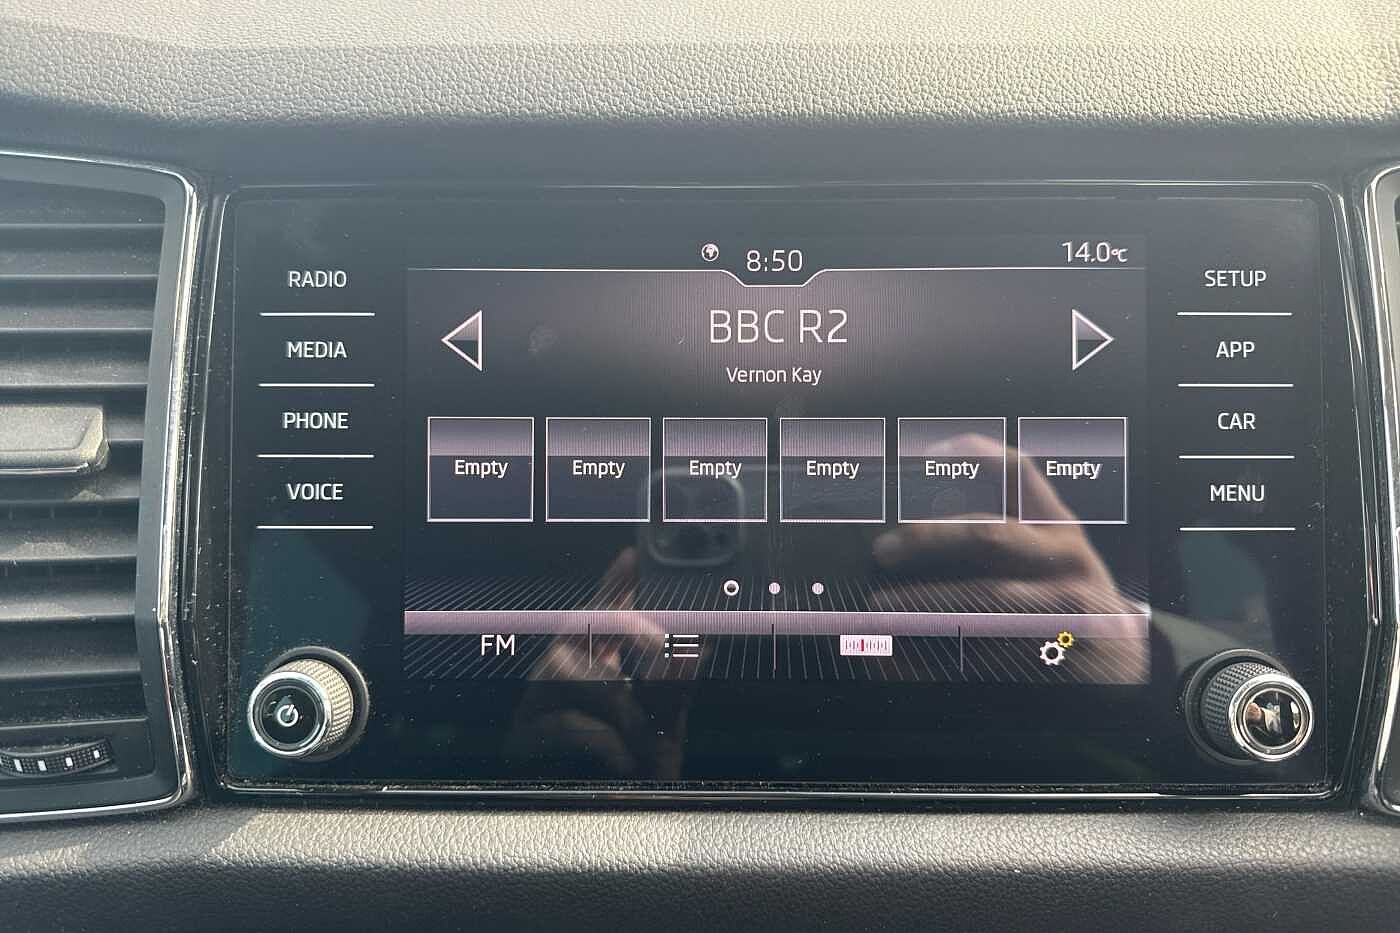 8:50
14.0°C
RADIO
MEDIA
PHONE
VOICE
BBC R2
Vernon Kay
Empty Empty Empty Empty Empty Empty
FM
SETUP
APP
CAR
MENU